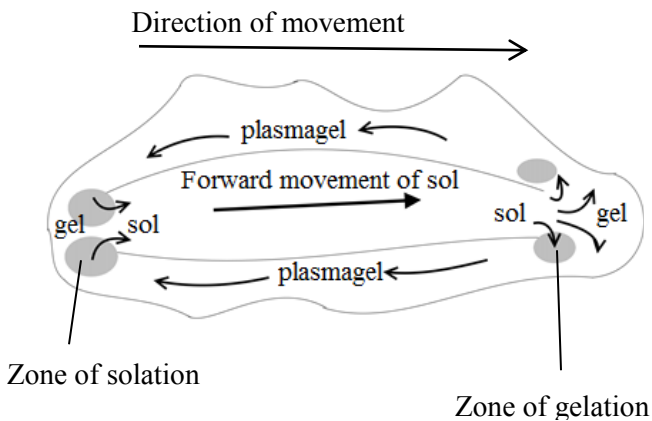 Direction of movement
plasmagel
Forward movement of sol
gel sol
sol gel
plasmagel
Zone of solation
Zone of gelation